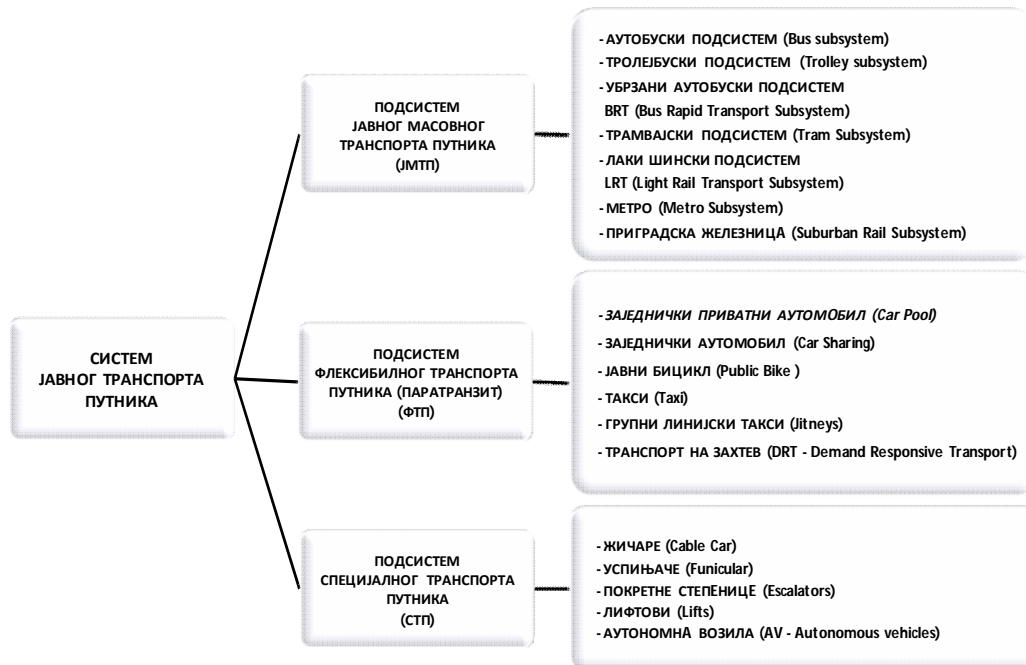 СИСТЕМ
ЈАВНОГ ТРАНСПОРТА
ПУТНИКА
ПОДСИСТЕМ
ЈАВНОГ МАСОВНОГ
ТРАНСПОРТА ПУТНИКА
(ЈМТП)
- АУТОБУСКИ ПОДСИСТЕМ (Bus subsystem)
- ТРОЛЕЈБУСКИ ПОДСИСТЕМ (Trolley subsystem)
- УБРЗАНИ АУТОБУСКИ ПОДСИСТЕМ
BRT (Bus Rapid Transport Subsystem)
- ТРАМВАЈСКИ ПОДСИСТЕМ (Tram Subsystem)
- ЛАКИ ШИНСКИ ПОДСИСТЕМ
LRT (Light Rail Transport Subsystem)
- МЕТРО (Metro Subsystem)
- ПРИГРАДСКА ЖЕЛЕЗНИЦА (Suburban Rail Subsystem)
ПОДСИСТЕМ
ФЛЕКСИБИЛНОГ ТРАНСПОРТА
ПУТНИКА (ПАРАТРАНЗИТ)
(ФТП)
- ЗАЈЕДНИЧКИ ПРИВАТНИ АУТОМОБИЛ (Car Pool)
- ЗАЈЕДНИЧКИ АУТОМОБИЛ (Car Sharing)
- ЈАВНИ БИЦИКЛ (Public Bike )
- ТАКСИ (Taxi)
- ГРУПНИ ЛИНИЈСКИ ТАКСИ (Jitneys)
- ТРАНСПОРТ НА ЗАХТЕВ (DRT - Demand Responsive Transport)
ПОДСИСТЕМ
СПЕЦИЈАЛНОГ ТРАНСПОРТА
ПУТНИКА
(СТП)
- ЖИЧАРЕ (Cable Car)
- УСПИЊАЧЕ (Funicular)
- ПОКРЕТНЕ СТЕПЕНИЦЕ (Escalators)
- ЛИФТОВИ (Lifts)
- АУТОНОМНА ВОЗИЛА (AV - Autonomous vehicles)